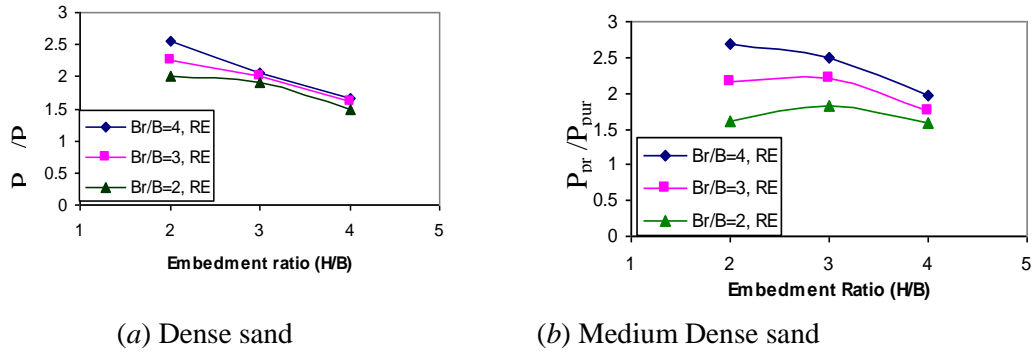 3
2.5
2
1.5
1
0.5
0
P /P
Br/B=4, RE
Br/B=3, RE
Br/B=2, RE
1 2 3 4 5
Embedment ratio (H/B)
(a) Dense sand
3
2.5
2
1.5
1
0.5
0
Ppr /Ppur
Br/B=4, RE
Br/B=3, RE
Br/B=2, RE
1 2 3 4 5
Embedment Ratio (H/B)
(b) Medium Dense sand